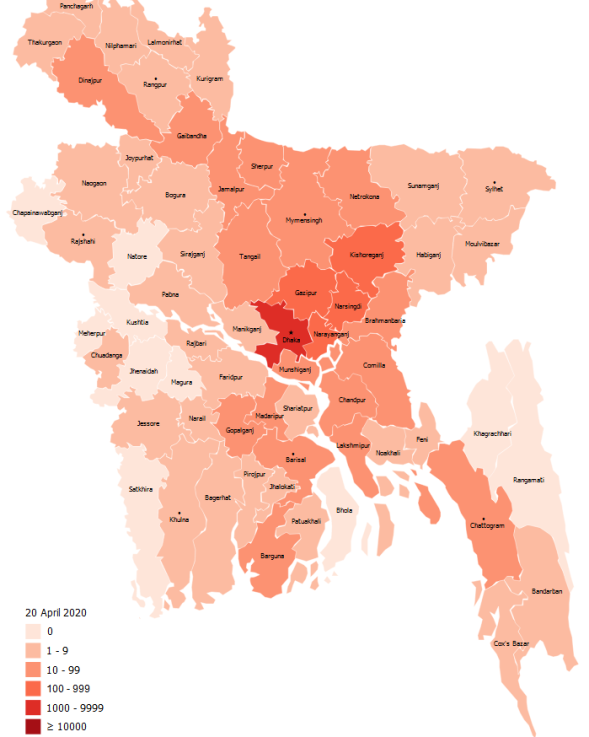 Panchagarh
Thakurgaon
Nilphamari
Lalmonirhat
Dinajpur
Rangpur
Kurigram
Gaibandha
Joypurhat
Sherpur
Naogaon
Bogura
Jamalpur
Netrokona
Sunamganj
Sylhet
Chapainawabganj
Mymensingh
Rajshahi
Natore
Sirajganj
Tangail
Kishoreganj
Habiganj
Moulvibazar
Pabna
Gazipur
Narsingdi
Kushtia
Manikganj
Brahmanbaria
Meherpur
Dhaka
Narayanganj
Rajbari
Chuadanga
Jhenaidah
Magura
Faridpur
Munshiganj
Comilla
Shariatpur
Chandpur
Jessore
Narail
Madaripur
Gopalganj
Khagrachhari
Lakshmipur
Noakhali
Feni
Barisal
Satkhira
Bagerhat
Pirojpur
Jhalokati
Rangamati
Khulna
Patuakhali
Bhola
Chattogram
Barguna
Bandarban
Cox's Bazar
20 April 2020
0
1 - 9
10 - 99
100 - 999
1000 - 9999
≥ 10000